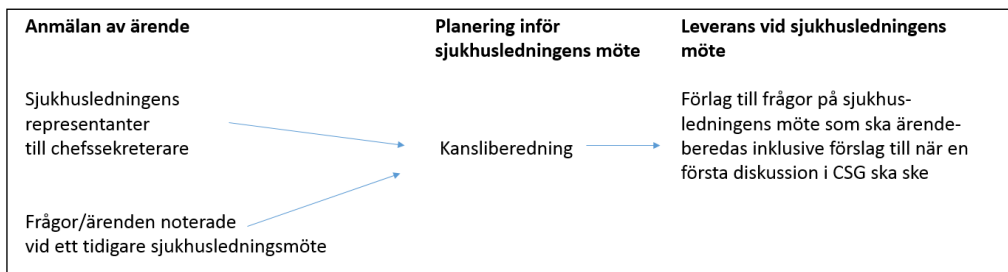 Anmälan av ärende
Sjukhusledningens
representanter
till chefssekreterare
Frågor/ärenden noterade
vid ett tidigare sjukhusledningsmöte
Planering inför
sjukhusledningens möte
Kansliberedning
Leverans vid sjukhusledningens
möte
Förlag till frågor på sjukhus-
ledningens möte som ska ärende-
beredas inklusive förslag till när en
första diskussion i CSG ska ske